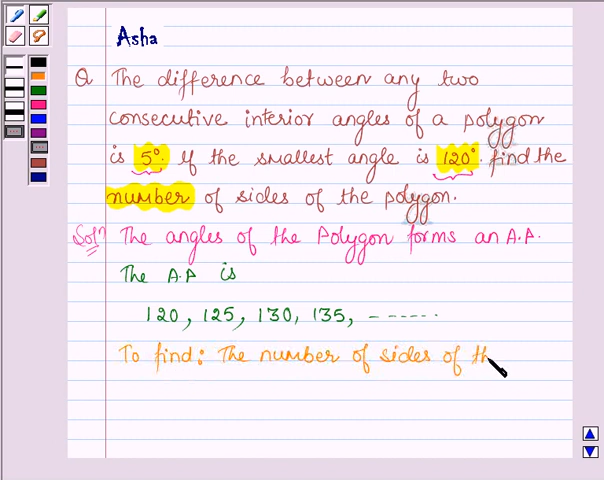 Asha
Q The difference between any two
consecutive interior angles of a polygon
is 5°. If the smallest angle is 120°. find the
number of sides of the polygon.
Solⁿ: The angles of the Polygon forms an A.P.
The A.P is
120, 125, 130, 135, -------
To find: The number of sides of th